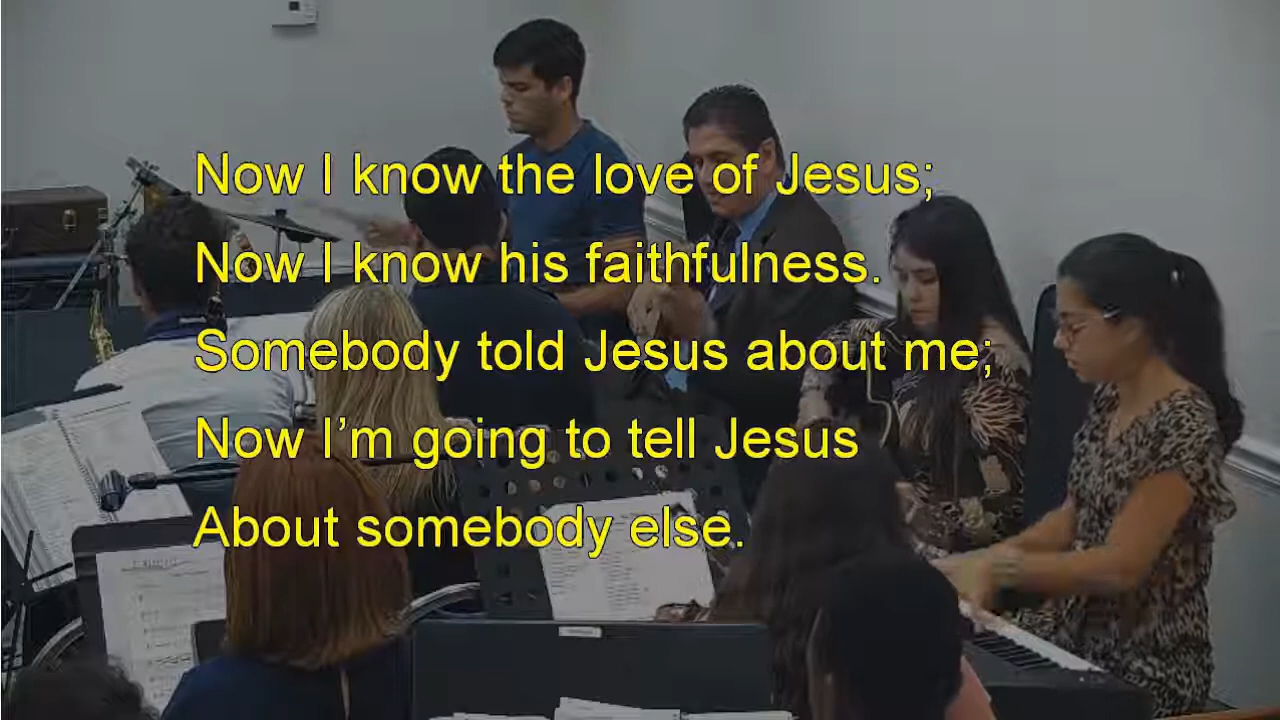 Now I know the love of Jesus;
Now I know his faithfulness.
Somebody told Jesus about me;
Now I’m going to tell Jesus
About somebody else.